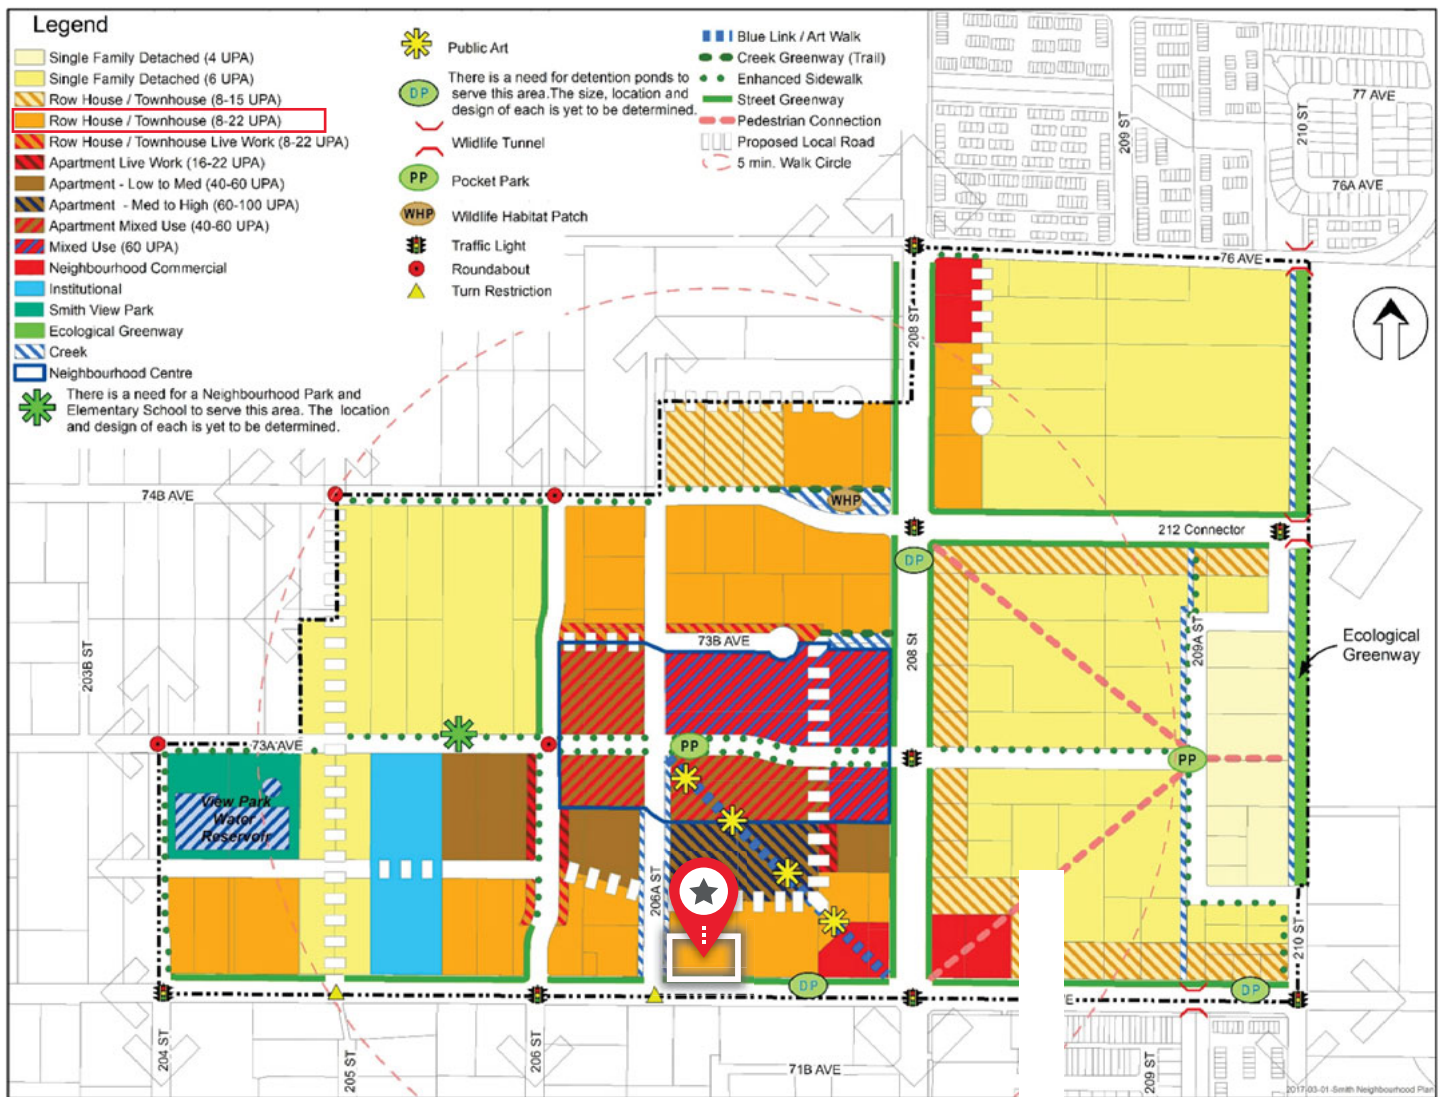 Legend
Single Family Detached (4 UPA)
Single Family Detached (6 UPA)
Row House / Townhouse (8-15 UPA)
Row House / Townhouse (8-22 UPA)
Row House / Townhouse Live Work (8-22 UPA)
Apartment Live Work (16-22 UPA)
Apartment - Low to Med (40-60 UPA)
Apartment - Med to High (60-100 UPA)
Apartment Mixed Use (40-60 UPA)
Mixed Use (60 UPA)
Neighbourhood Commercial
Institutional
Smith View Park
Ecological Greenway
Creek
Neighbourhood Centre
There is a need for a Neighbourhood Park and
Elementary School to serve this area. The location
and design of each is yet to be determined.
Public Art
DP
There is a need for detention ponds to
serve this area.The size, location and
design of each is yet to be determined.
Wildlife Tunnel
PP
Pocket Park
WHP
Wildlife Habitat Patch
Traffic Light
Roundabout
Turn Restriction
Blue Link / Art Walk
Creek Greenway (Trail)
Enhanced Sidewalk
Street Greenway
Pedestrian Connection
Proposed Local Road
5 min. Walk Circle
77 AVE
209 ST
210 ST
76A AVE
76 AVE
208 ST
74B AVE
WHP
212 Connector
DP
73B AVE
203B ST
208 St
209A ST
Ecological
Greenway
73A AVE
PP
PP
View Park
Water
Reservoir
206A ST
210 ST
DP
DP
204 ST
205 ST
206 ST
71B AVE
209 ST
2017-03-01-Smith Neighbourhood Plan